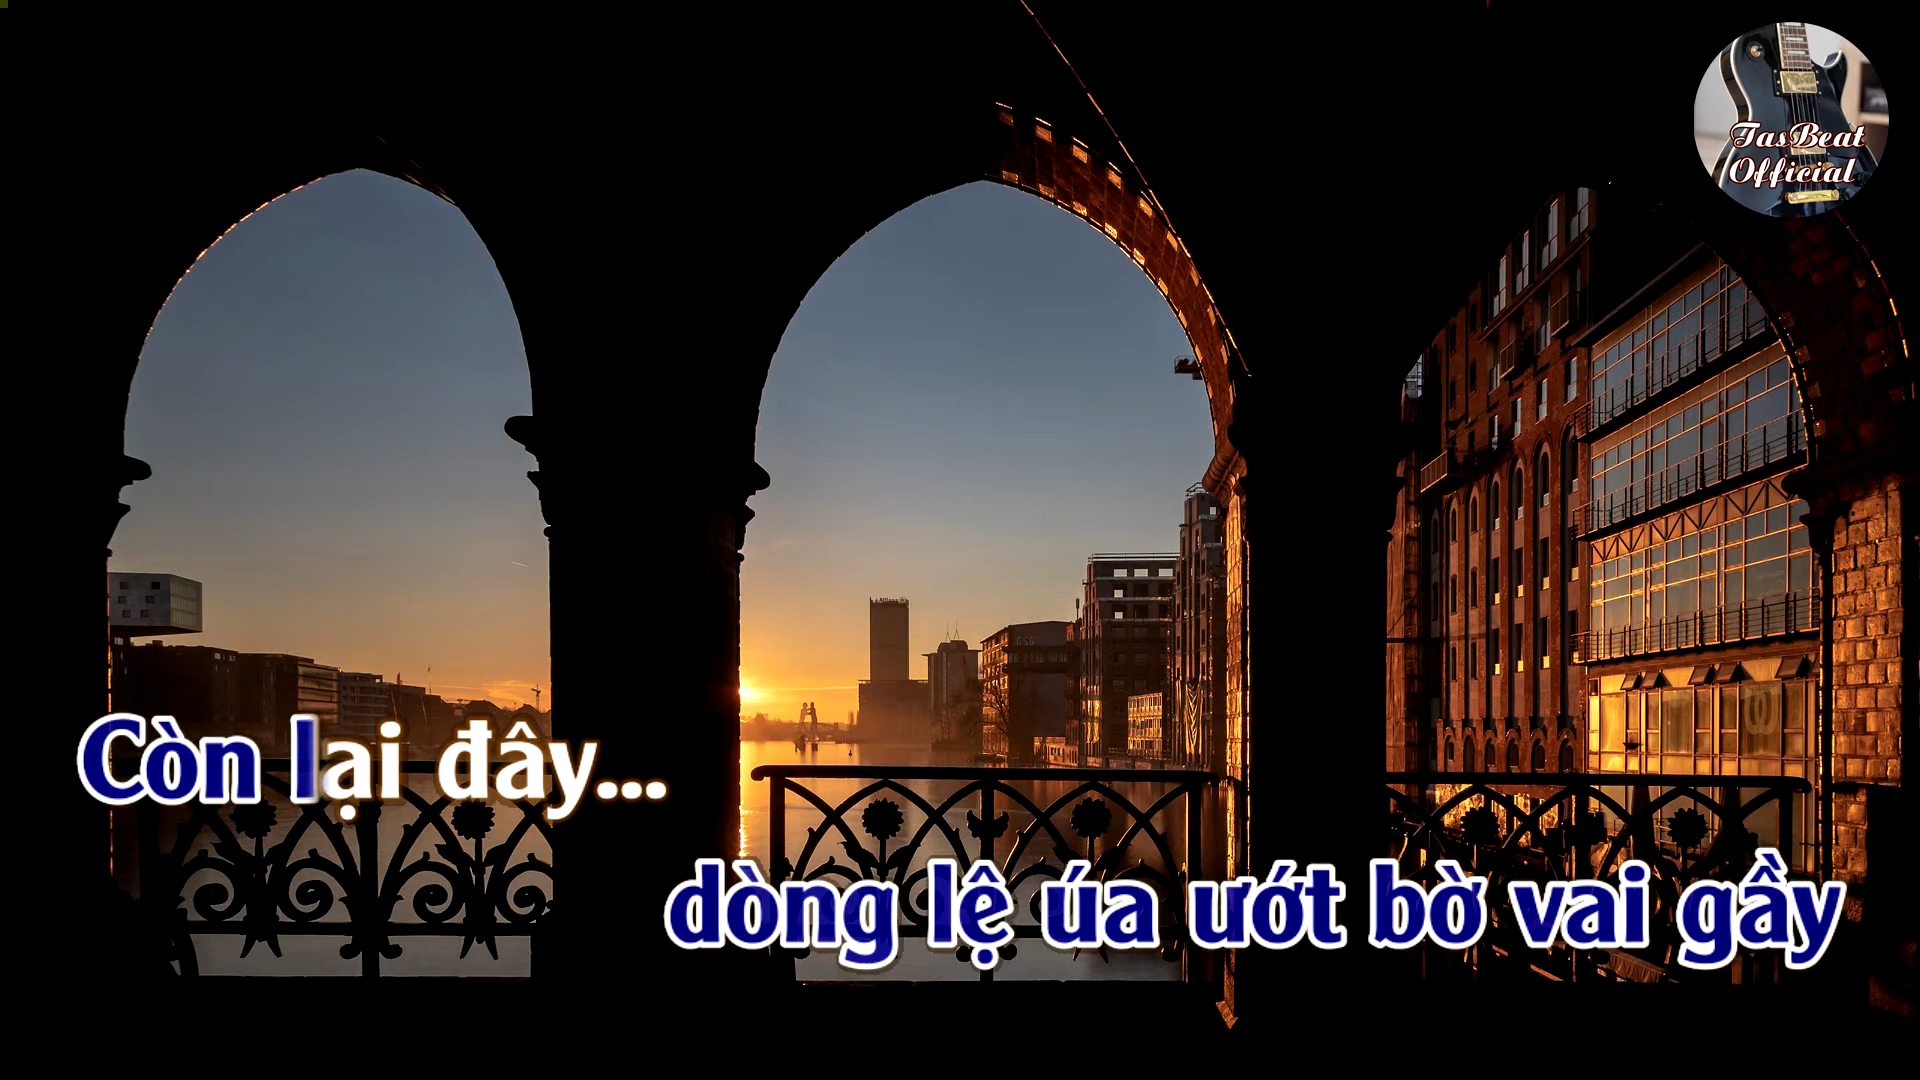 TasBeat
Official
Còn lại đây...
dòng lệ úa ướt bờ vai gầy